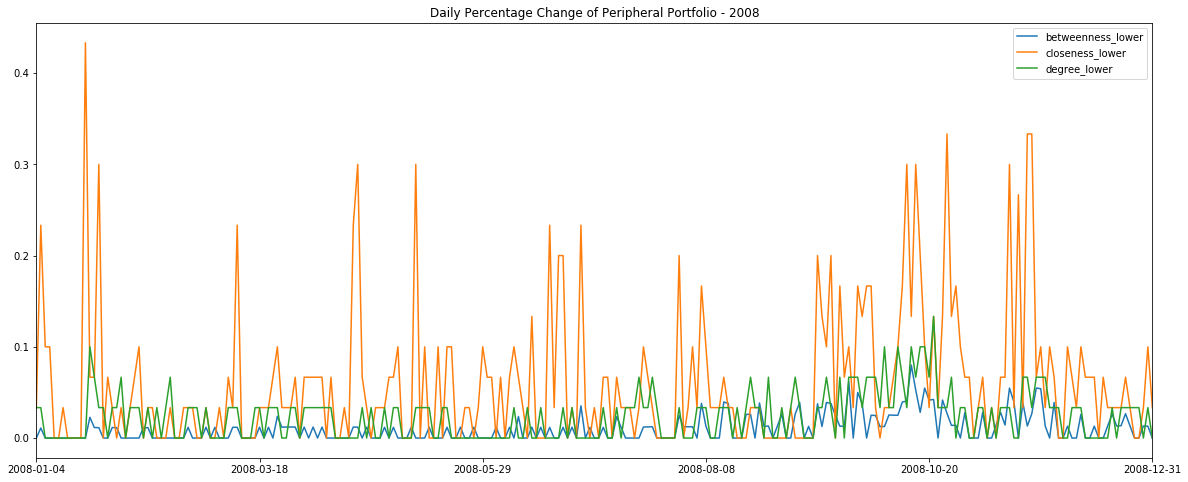 Daily Percentage Change of Peripheral Portfolio - 2008
betweenness_lower
closeness_lower
degree_lower
0.4
0.3
0.2
0.1
0.0
2008-01-04
2008-03-18
2008-05-29
2008-08-08
2008-10-20
2008-12-31